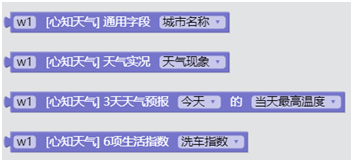 w1 [心知天气] 通用字段 城市名称
w1 [心知天气] 天气实况 天气现象
w1 [心知天气] 3天天气预报 今天 的 当天最高温度
w1 [心知天气] 6项生活指数 洗车指数